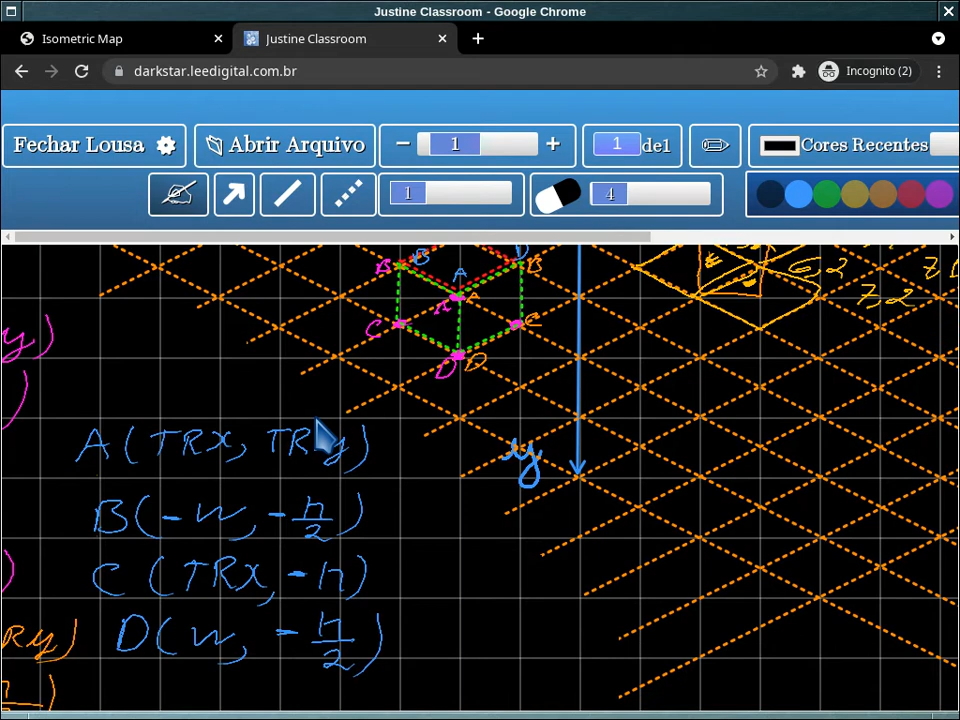 Justine Classroom - Google Chrome
Isometric Map
Justine Classroom
darkstar.leedigital.com.br
Incognito (2)
Fechar Lousa
Abrir Arquivo
− 1 +
1 de1
Cores Recentes
1
4
B B A D B
A A
C C
D D
y)
)
A(TRx, TRy)
y
B(-w, -h/2)
C(TRx, -h)
D(w, -h/2)
)
Ry)